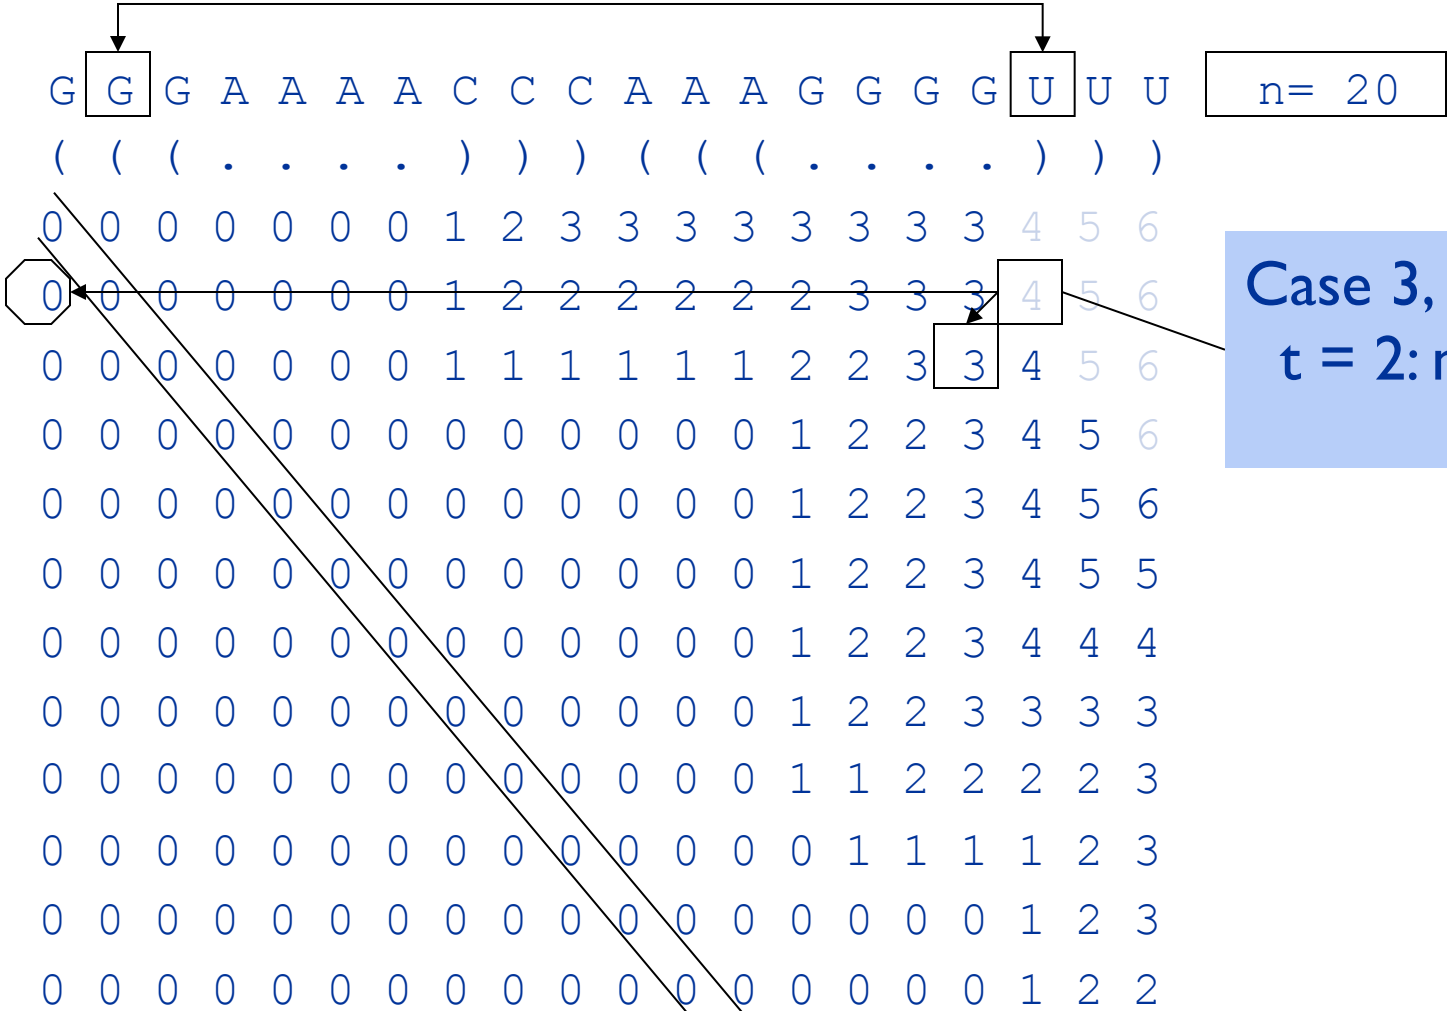 G G G A A A A C C C A A A G G G G U U U n= 20
( ( ( . . . . ) ) ) ( ( ( . . . . ) ) )
0 0 0 0 0 0 0 1 2 3 3 3 3 3 3 3 3 4 5 6
0 0 0 0 0 0 0 1 2 2 2 2 2 2 3 3 3 4 5 6
Case 3,
0 0 0 0 0 0 0 1 1 1 1 1 1 2 2 3 3 4 5 6
t = 2:
0 0 0 0 0 0 0 0 0 0 0 0 0 1 2 2 3 4 5 6
0 0 0 0 0 0 0 0 0 0 0 0 0 1 2 2 3 4 5 6
0 0 0 0 0 0 0 0 0 0 0 0 0 1 2 2 3 4 5 5
0 0 0 0 0 0 0 0 0 0 0 0 0 1 2 2 3 4 4 4
0 0 0 0 0 0 0 0 0 0 0 0 0 1 2 2 3 3 3 3
0 0 0 0 0 0 0 0 0 0 0 0 0 1 1 2 2 2 2 3
0 0 0 0 0 0 0 0 0 0 0 0 0 0 1 1 1 1 2 3
0 0 0 0 0 0 0 0 0 0 0 0 0 0 0 0 0 1 2 3
0 0 0 0 0 0 0 0 0 0 0 0 0 0 0 0 0 1 2 2